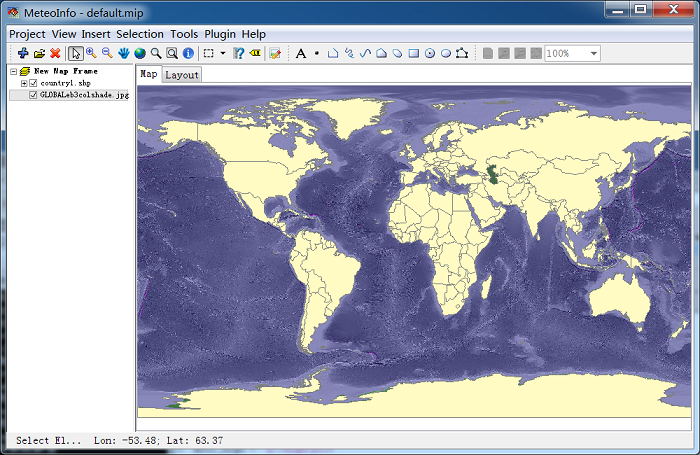 MeteoInfo - default.mip
Project View Insert Selection Tools Plugin Help
A 100%
New Map Frame
country1.shp
GLOBALeb3colshade.jpg
Map Layout
Select El... Lon: -53.48; Lat: 63.37